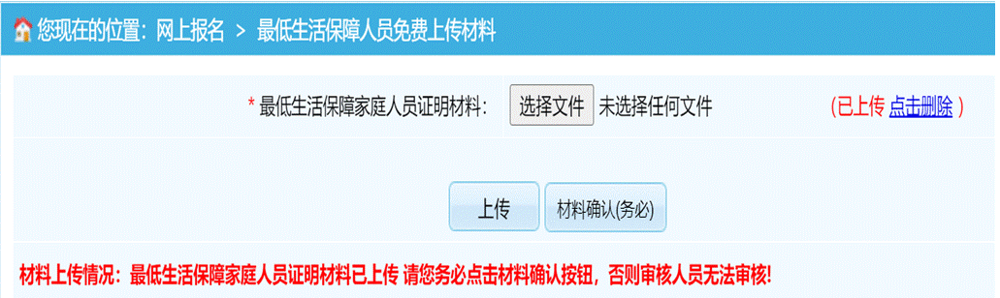 您现在的位置：网上报名 > 最低生活保障人员免费上传材料
* 最低生活保障家庭人员证明材料： 选择文件 未选择任何文件 (已上传 点击删除 )
上传 材料确认(务必)
材料上传情况：最低生活保障家庭人员证明材料已上传 请您务必点击材料确认按钮，否则审核人员无法审核!